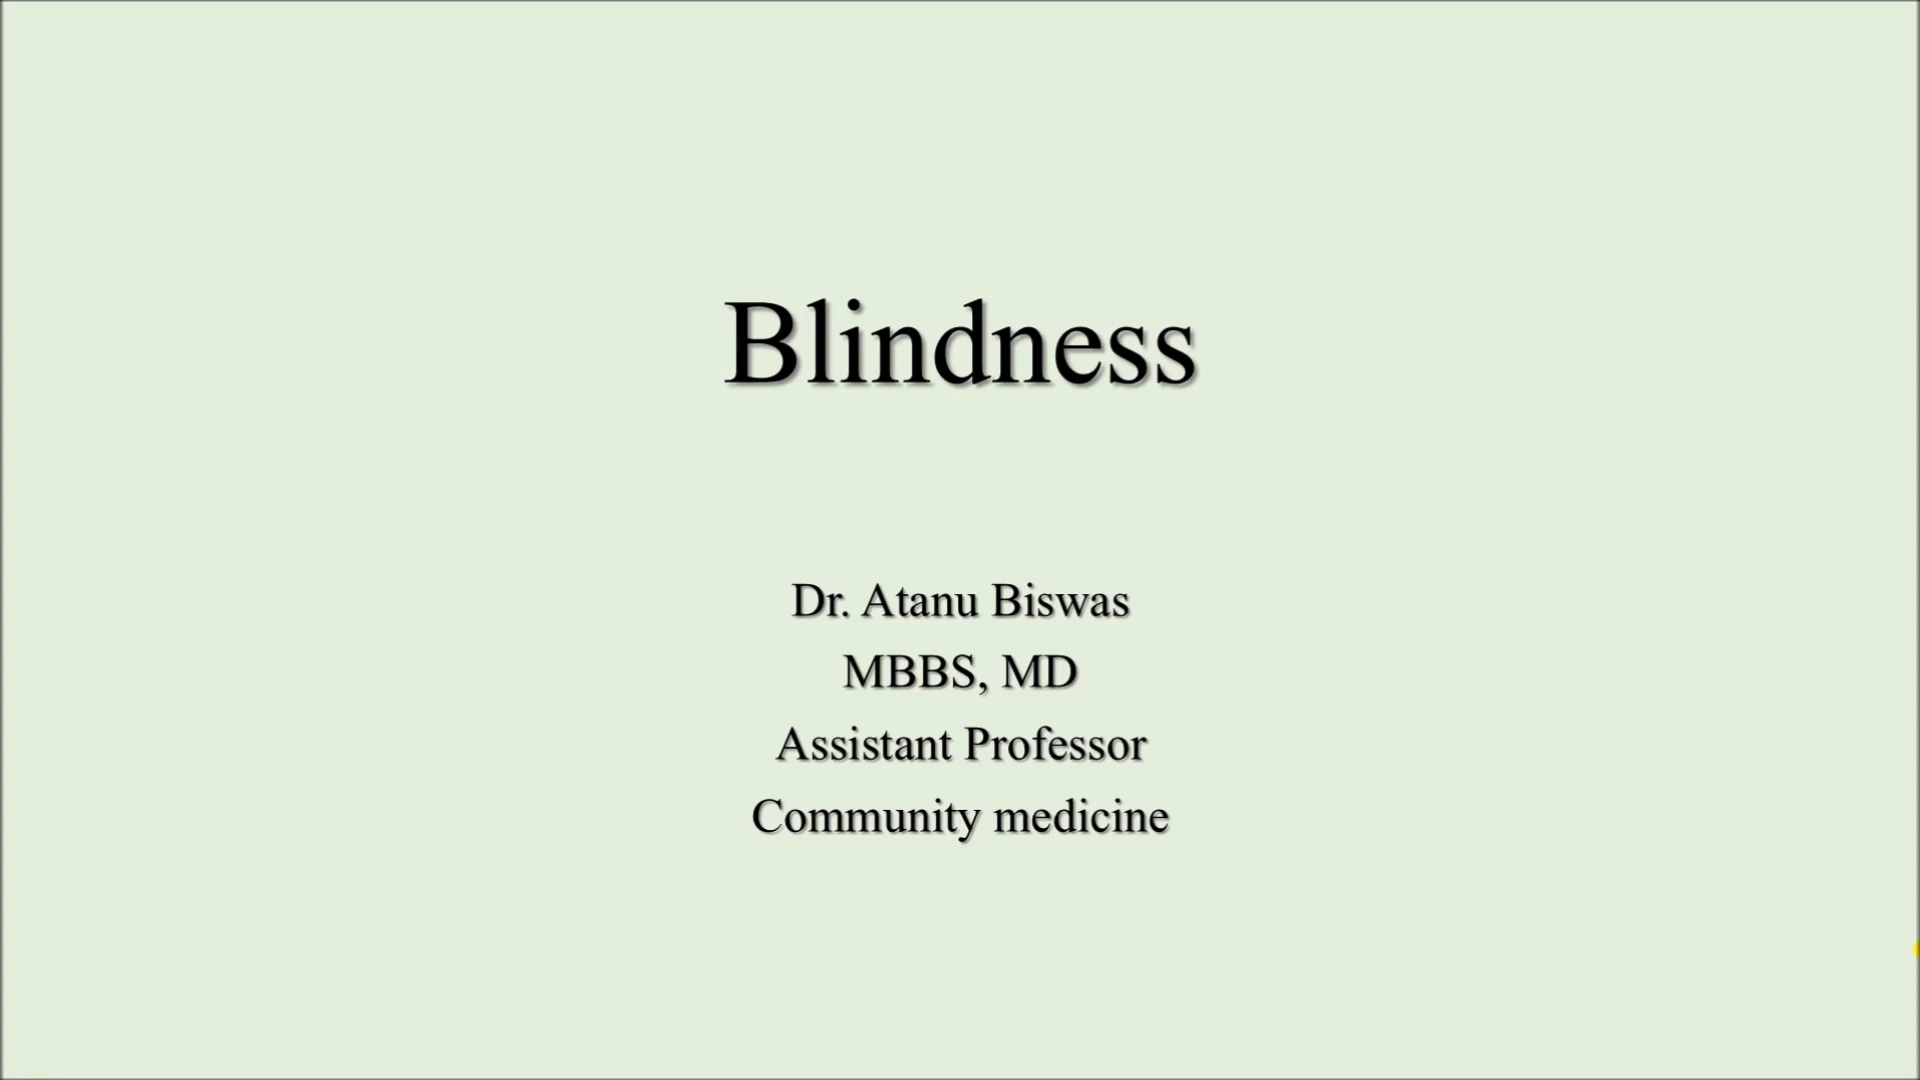 Blindness
Dr. Atanu Biswas
MBBS, MD
Assistant Professor
Community medicine